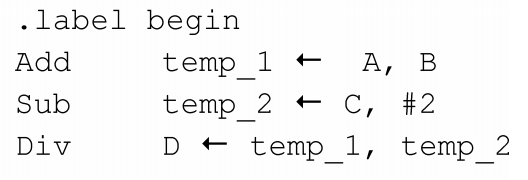 .label begin
Add temp_1 ← A, B
Sub temp_2 ← C, #2
Div D ← temp_1, temp_2